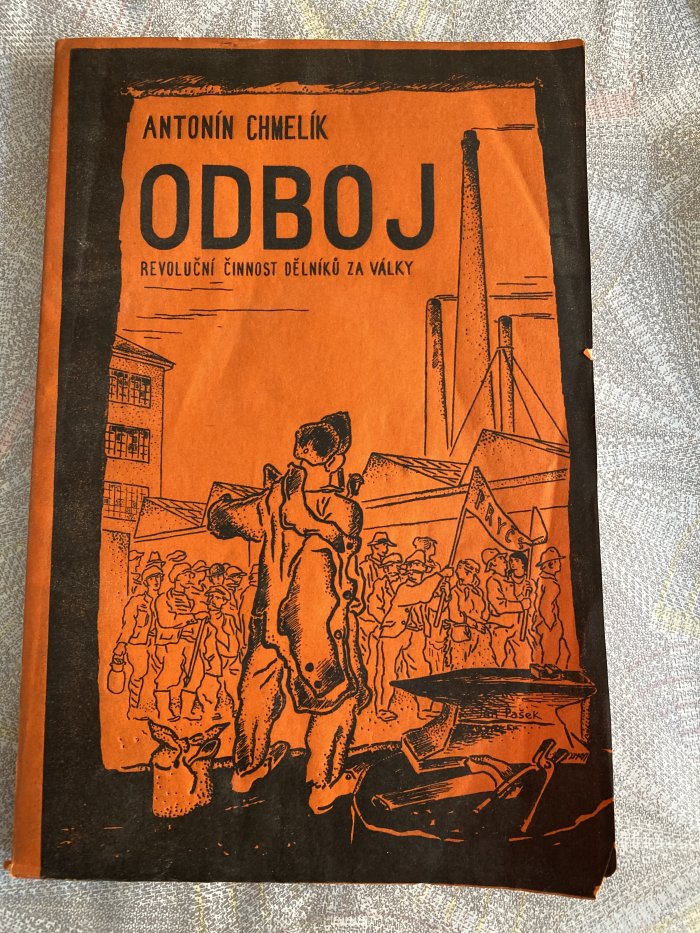 ANTONÍN CHMELÍK
ODBOJ
REVOLUČNÍ ČINNOST DĚLNÍKŮ ZA VÁLKY
Pašek